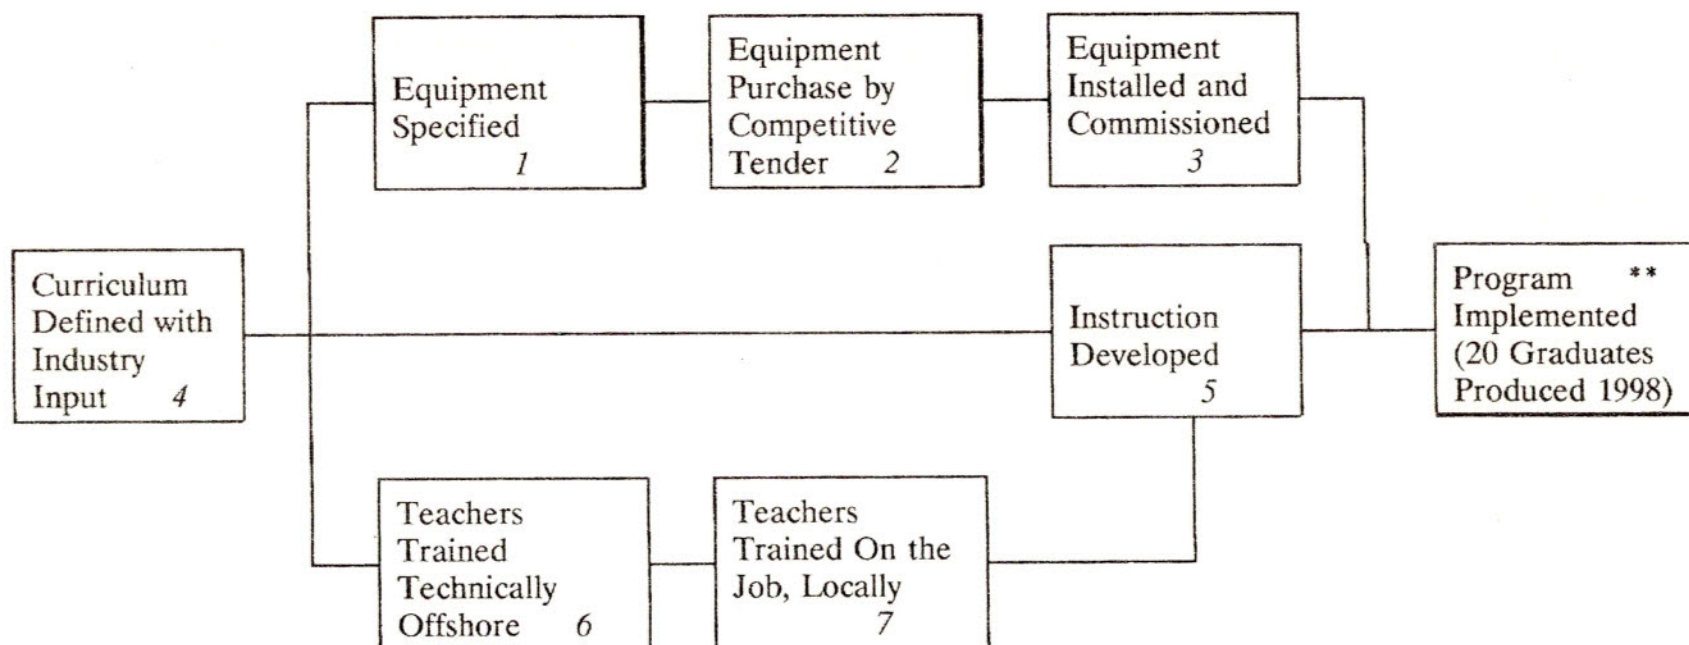 Equipment
Specified
1
Equipment
Purchase by
Competitive
Tender 2
Equipment
Installed and
Commissioned
3
Curriculum
Defined with
Industry
Input 4
Instruction
Developed
5
Program **
Implemented
(20 Graduates
Produced 1998)
Teachers
Trained
Technically
Offshore 6
Teachers
Trained On the
Job, Locally
7